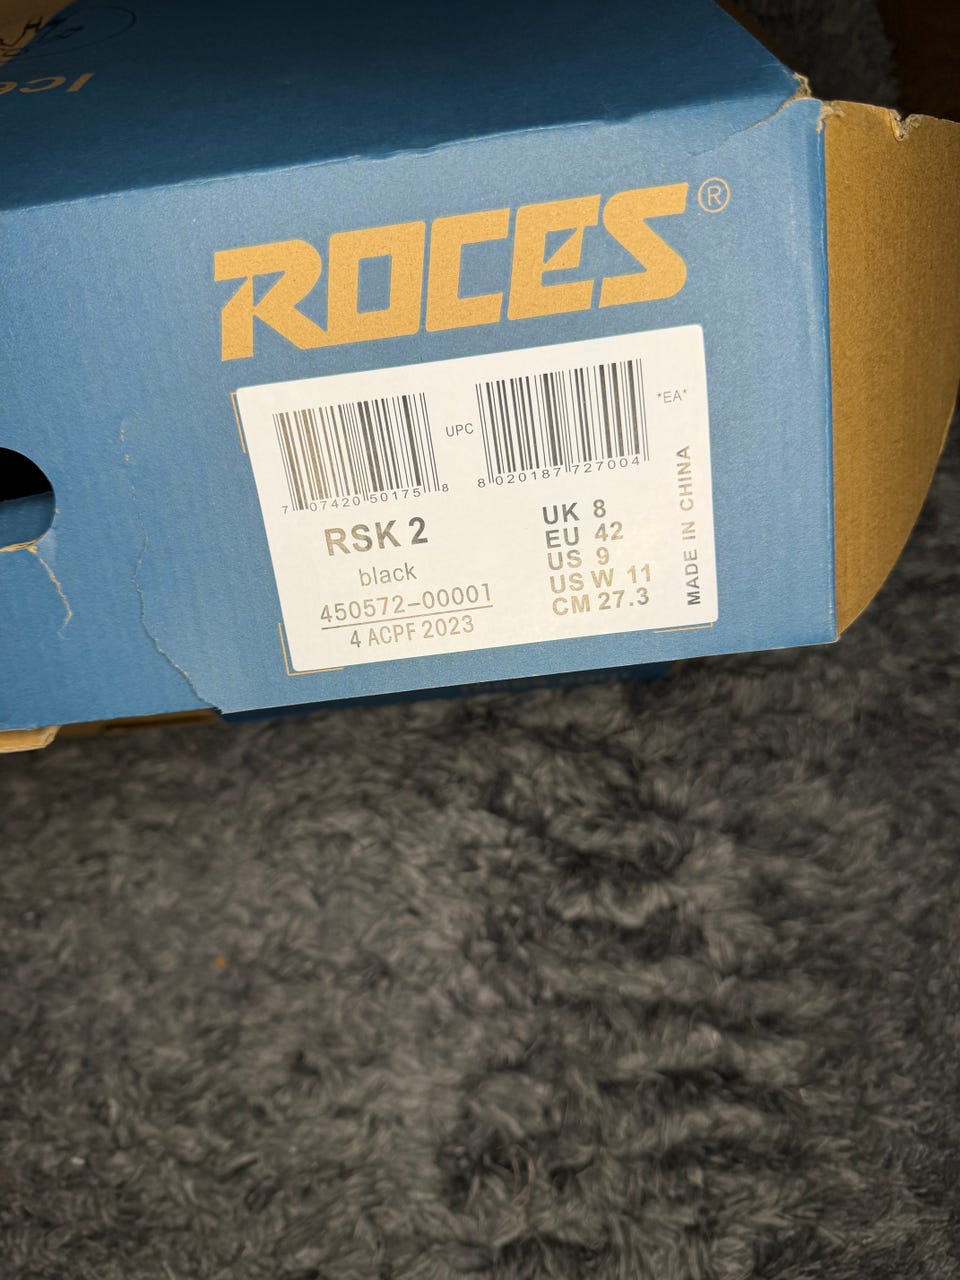 Ice
ROCES®
7 07420 50175 8
UPC
8 020187 727004
*EA*
RSK 2
black
450572-00001
4 ACPF 2023
UK 8
EU 42
US 9
US W 11
CM 27.3
MADE IN CHINA